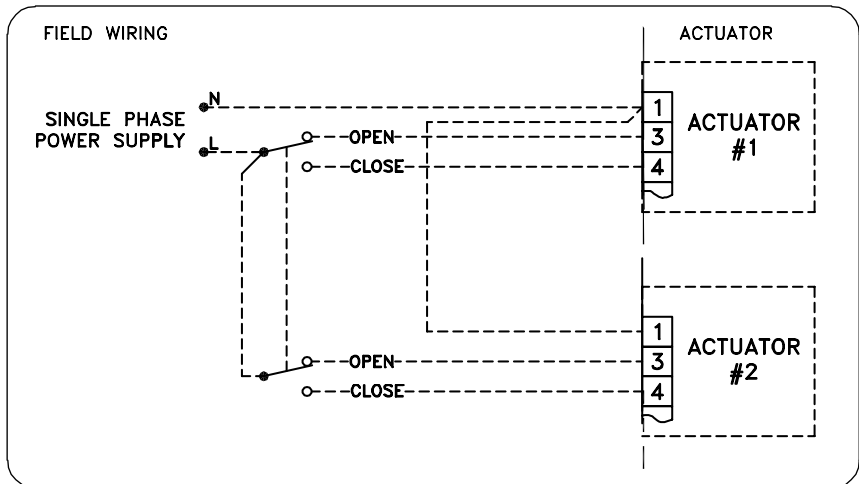 FIELD WIRING
ACTUATOR
SINGLE PHASE
POWER SUPPLY
N
L
OPEN
CLOSE
1
3
4
ACTUATOR
#1
OPEN
CLOSE
1
3
4
ACTUATOR
#2